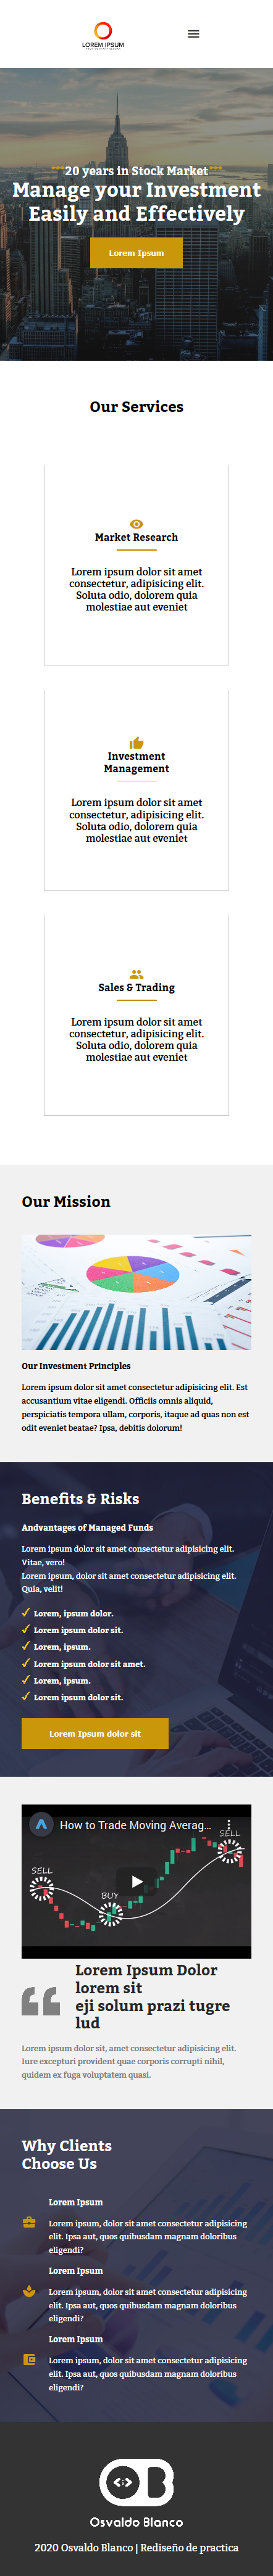 LOREM IPSUM
20 years in Stock Market
Manage your Investment
Easily and Effectively
Lorem Ipsum
Our Services
Market Research
Lorem ipsum dolor sit amet
consectetur, adipisicing elit.
Soluta odio, dolorem quia
molestiae aut eveniet
Investment
Management
Lorem ipsum dolor sit amet
consectetur, adipisicing elit.
Soluta odio, dolorem quia
molestiae aut eveniet
Sales & Trading
Lorem ipsum dolor sit amet
consectetur, adipisicing elit.
Soluta odio, dolorem quia
molestiae aut eveniet
Our Mission
Our Investment Principles
Lorem ipsum dolor sit amet consectetur adipisicing elit. Est
accusantium vitae eligendi. Officiis omnis aliquid,
perspiciatis tempora ullam, corporis, itaque ad quas non est
odit eveniet beatae? Ipsa, debitis dolorum!
Benefits & Risks
Andvantages of Managed Funds
Lorem ipsum dolor sit amet consectetur adipisicing elit.
Vitae, vero!
Lorem ipsum, dolor sit amet consectetur adipisicing elit.
Quia, velit!
Lorem, ipsum dolor.
Lorem ipsum dolor sit.
Lorem, ipsum.
Lorem ipsum dolor sit amet.
Lorem, ipsum.
Lorem ipsum dolor sit.
Lorem Ipsum dolor sit
How to Trade Moving Averag...
SELL
SELL
BUY
Lorem Ipsum Dolor
lorem sit
eji solum prazi tugre
lud
Lorem ipsum dolor sit, amet consectetur adipisicing elit.
Iure excepturi provident quae corporis corrupti nihil,
quidem ex fuga voluptatem quasi.
Why Clients
Choose Us
Lorem Ipsum
Lorem ipsum, dolor sit amet consectetur adipisicing
elit. Ipsa aut, quos quibusdam magnam doloribus
eligendi?
Lorem Ipsum
Lorem ipsum, dolor sit amet consectetur adipisicing
elit. Ipsa aut, quos quibusdam magnam doloribus
eligendi?
Lorem Ipsum
Lorem ipsum, dolor sit amet consectetur adipisicing
elit. Ipsa aut, quos quibusdam magnam doloribus
eligendi?
OB
Osvaldo Blanco
2020 Osvaldo Blanco | Rediseño de practica